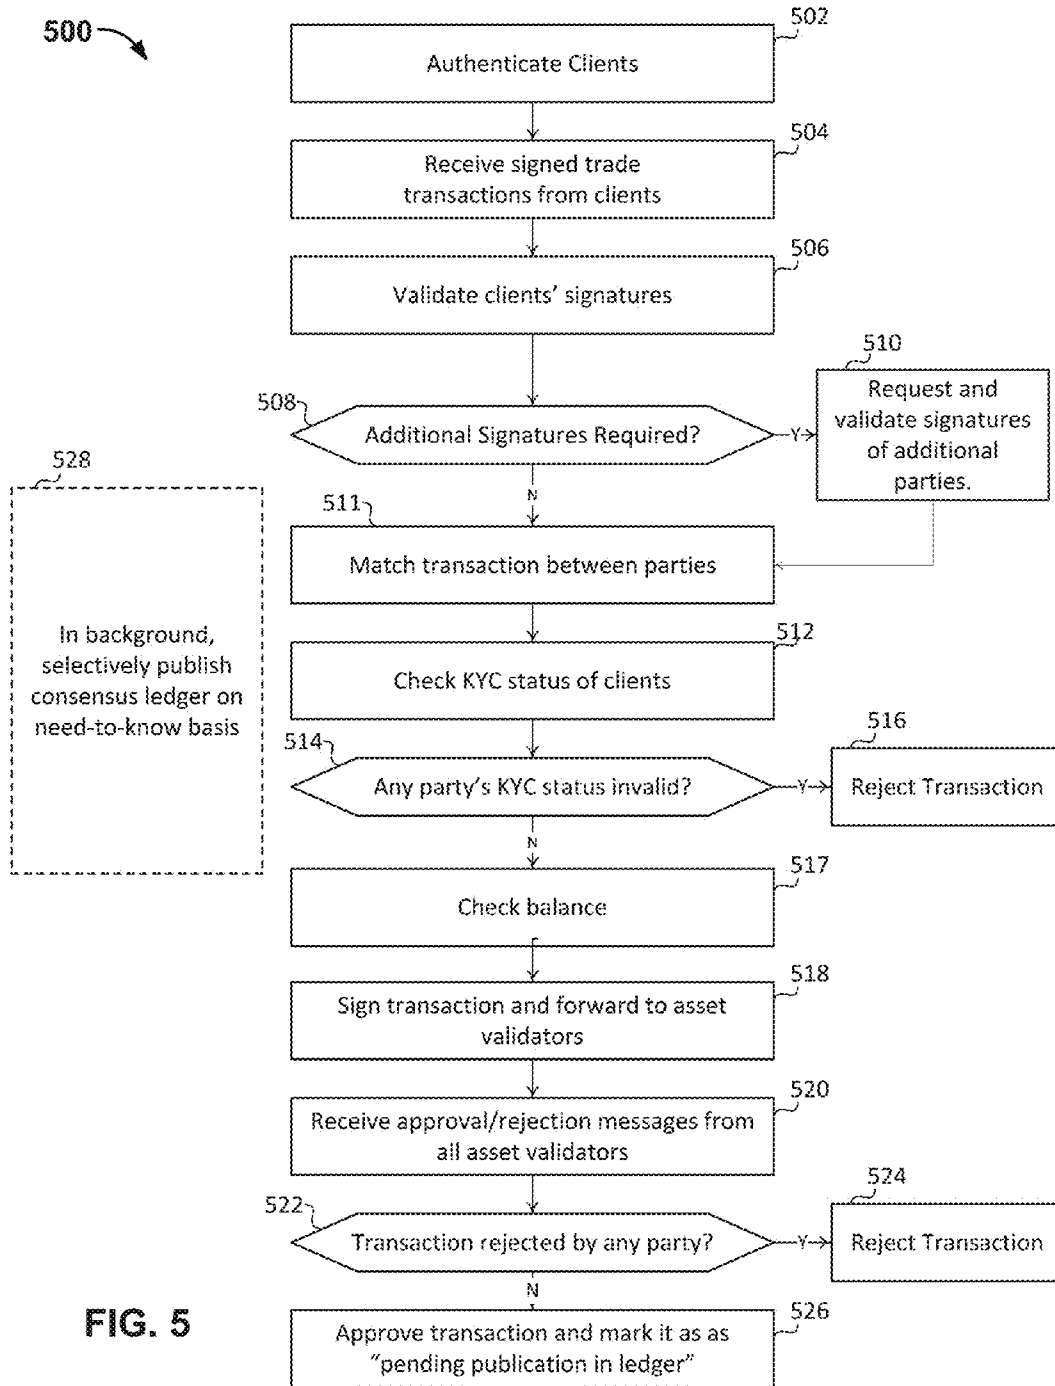 500
502
Authenticate Clients
504
Receive signed trade
transactions from clients
506
Validate clients’ signatures
508
Additional Signatures Required?
Y
510
Request and
validate signatures
of additional
parties.
N
528
In background,
selectively publish
consensus ledger on
need-to-know basis
511
Match transaction between parties
512
Check KYC status of clients
514
Any party’s KYC status invalid?
Y
516
Reject Transaction
N
517
Check balance
518
Sign transaction and forward to asset
validators
520
Receive approval/rejection messages from
all asset validators
522
Transaction rejected by any party?
Y
524
Reject Transaction
N
526
Approve transaction and mark it as as
“pending publication in ledger”
FIG. 5